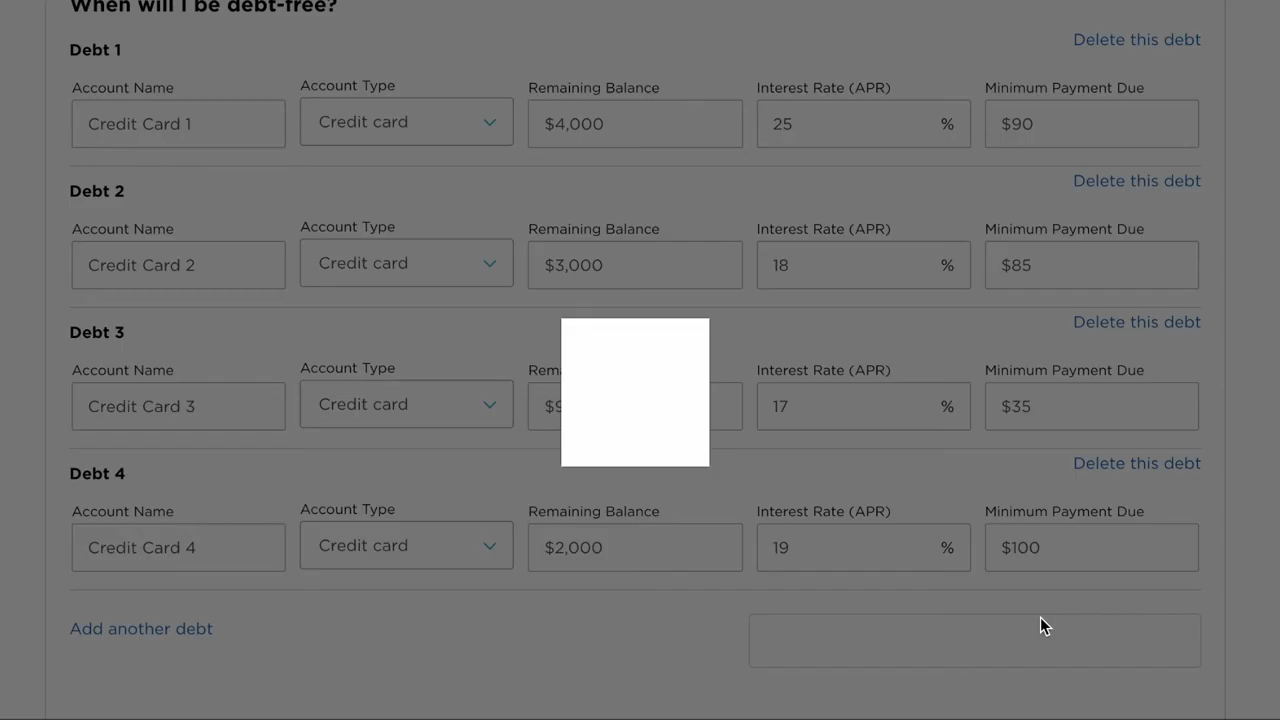 When will I be debt-free?
Debt 1
Delete this debt
Account Name Account Type Remaining Balance Interest Rate (APR) Minimum Payment Due
Credit Card 1 Credit card $4,000 25 % $90
Debt 2
Delete this debt
Account Name Account Type Remaining Balance Interest Rate (APR) Minimum Payment Due
Credit Card 2 Credit card $3,000 18 % $85
Debt 3
Delete this debt
Account Name Account Type Interest Rate (APR) Minimum Payment Due
Credit Card 3 Credit card 17 % $35
Debt 4
Delete this debt
Account Name Account Type Remaining Balance Interest Rate (APR) Minimum Payment Due
Credit Card 4 Credit card $2,000 19 % $100
Add another debt